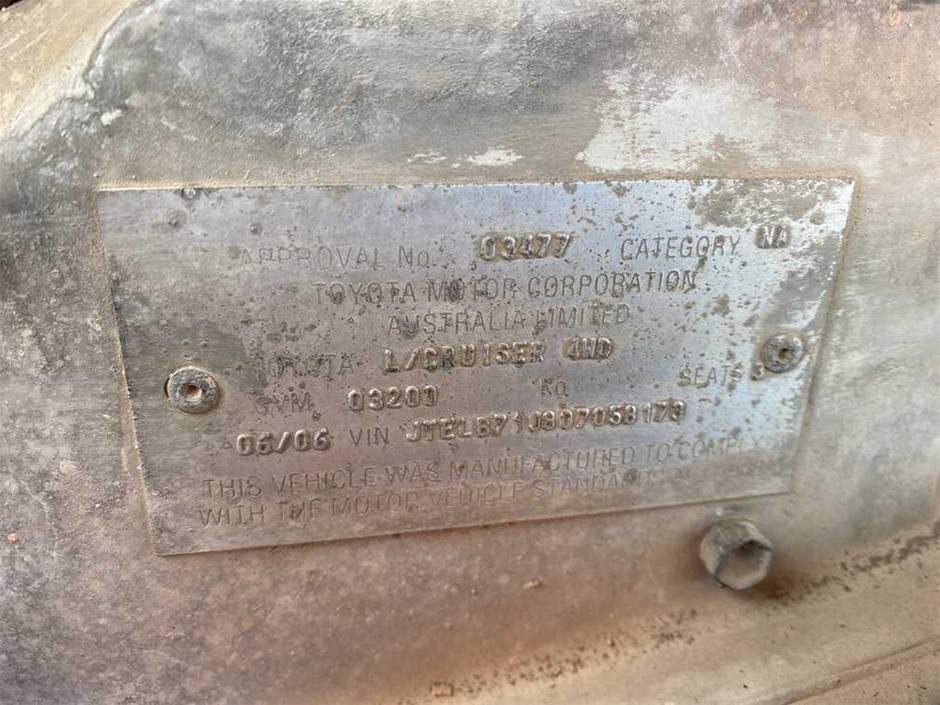 APPROVAL No. 03477 CATEGORY NA
TOYOTA MOTOR CORPORATION
AUSTRALIA LIMITED
TOYOTA L/CRUISER 4WD
GVM. 03200 KG. SEATS 3
06/06 VIN
THIS VEHICLE WAS MANUFACTURED TO COMPLY
WITH THE MOTOR VEHICLE STANDARDS